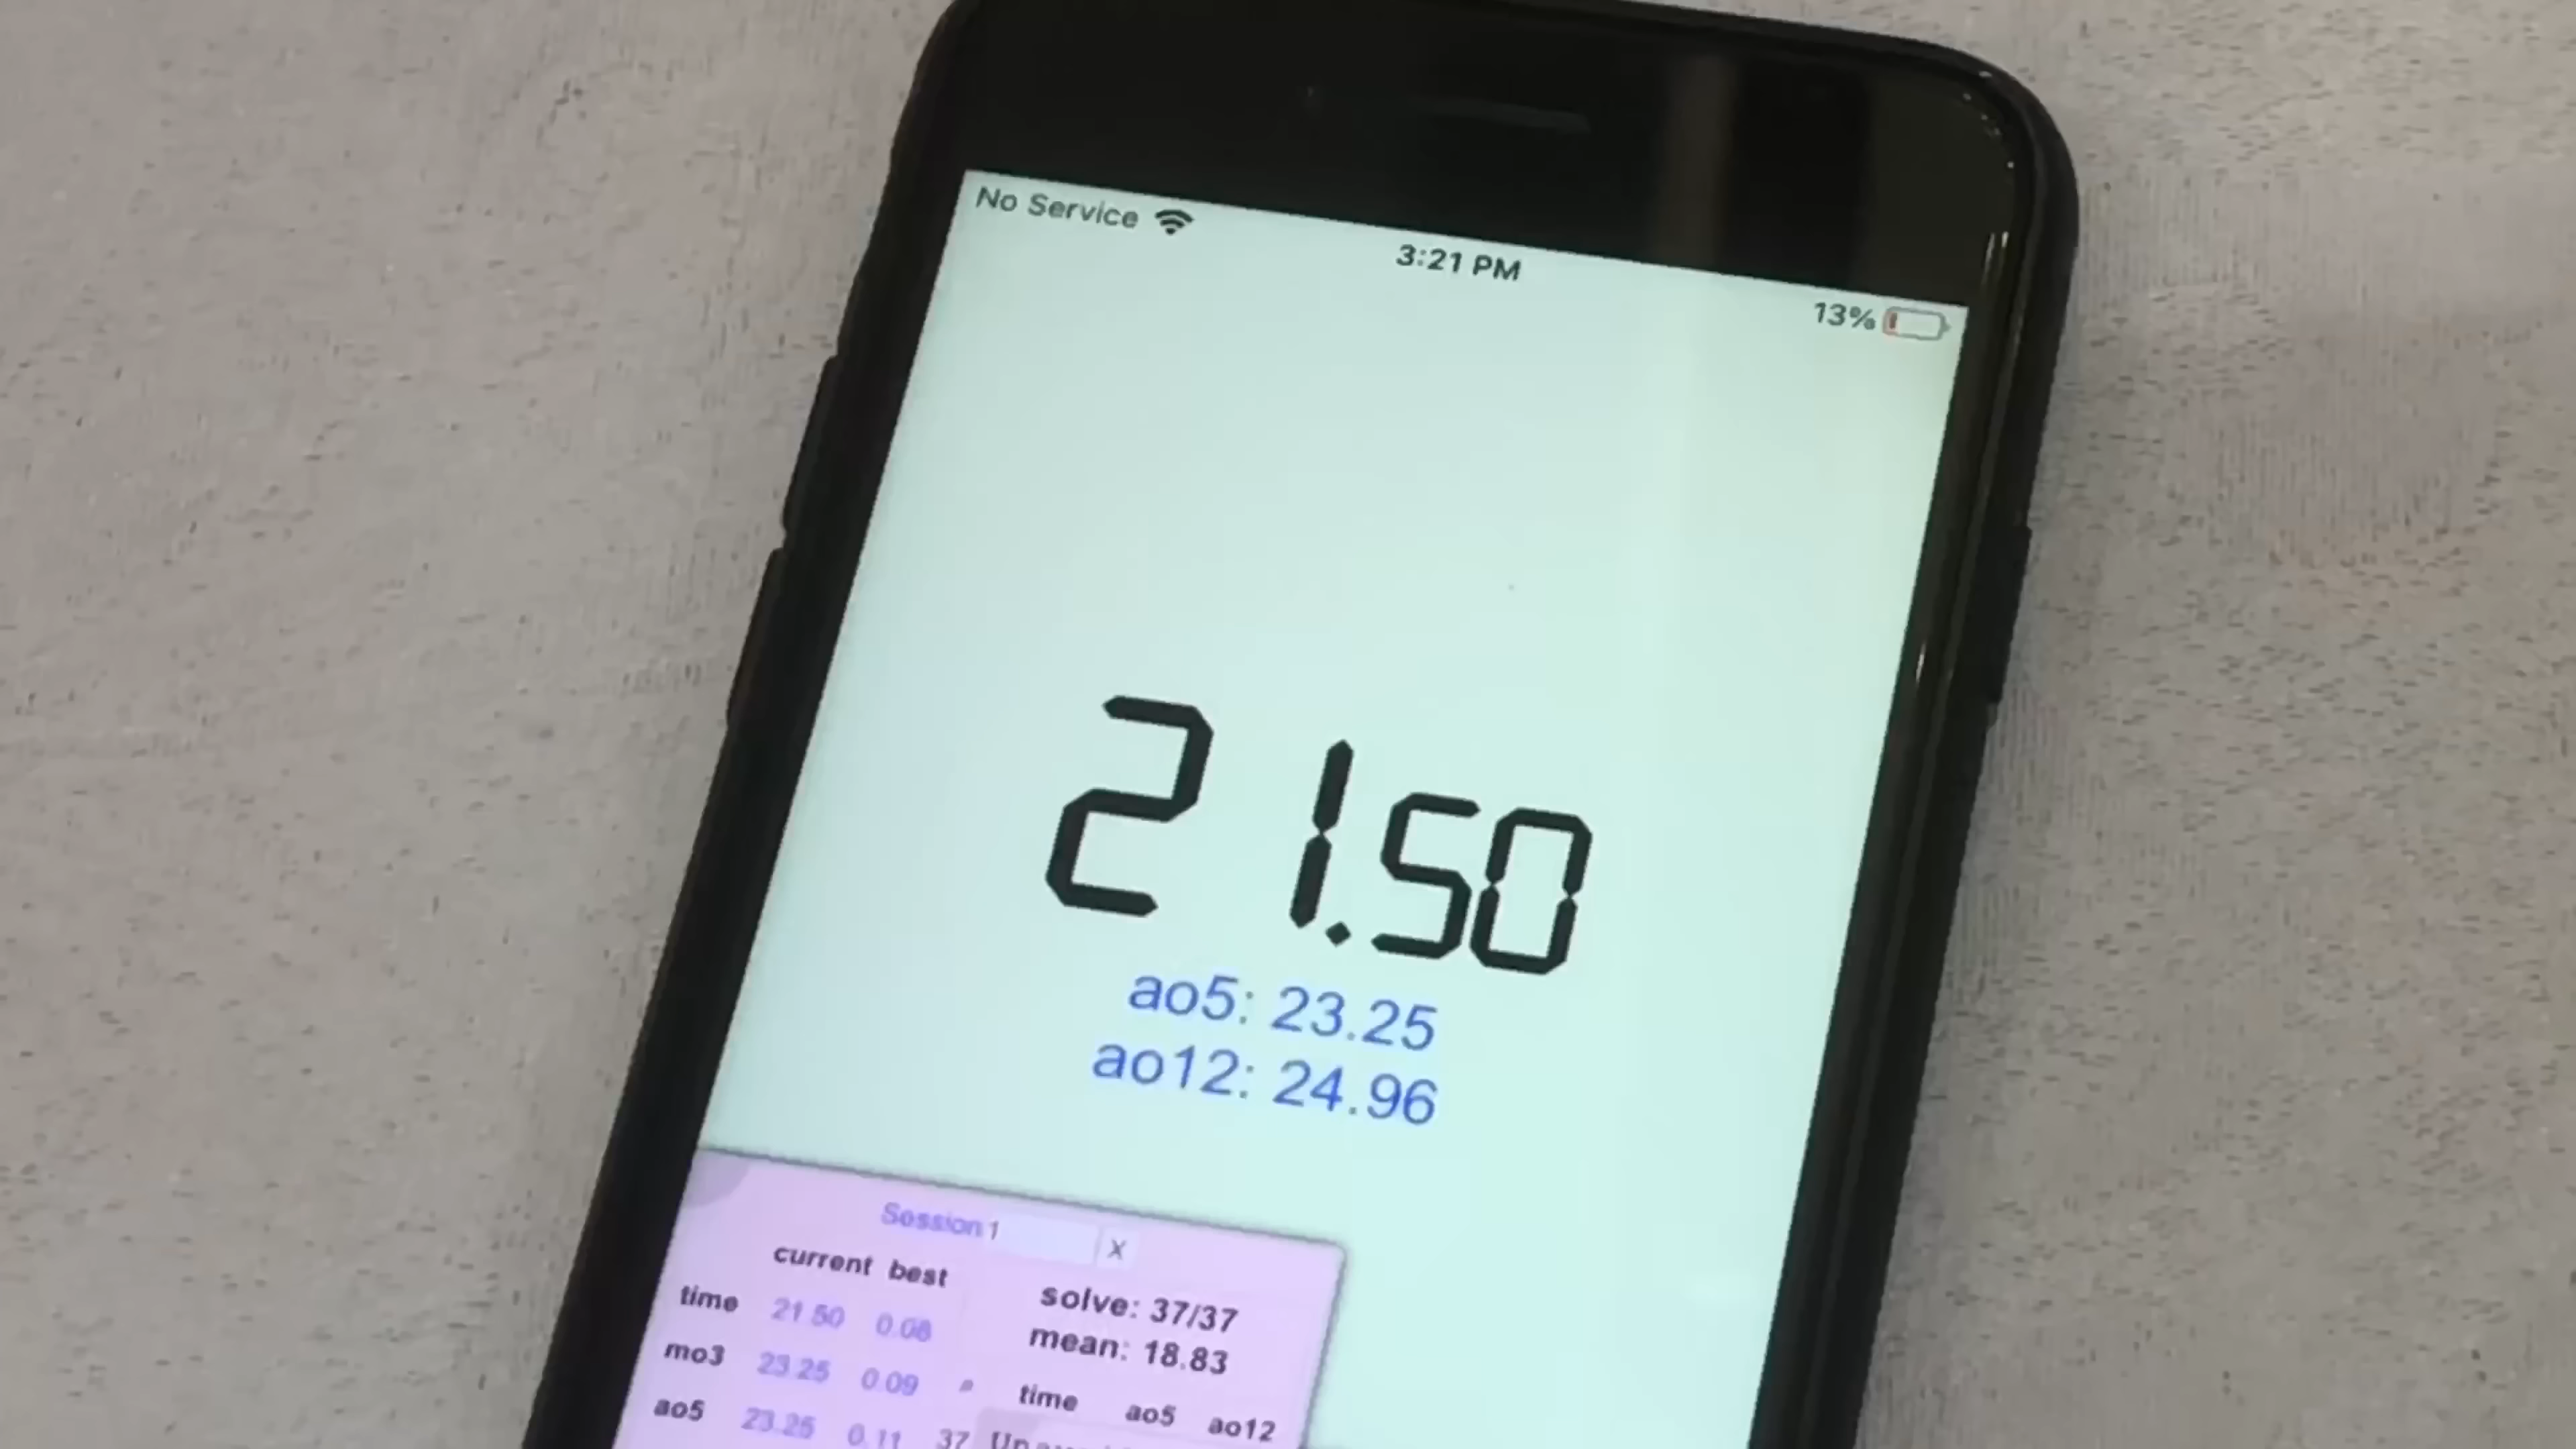 No Service
3:21 PM
13%
21.50
ao5: 23.25
ao12: 24.96
Session 1
X
current best
time 21.50 0.08
mo3 23.25 0.09
ao5 23.25 0.11
solve: 37/37
mean: 18.83
time ao5 ao12
37